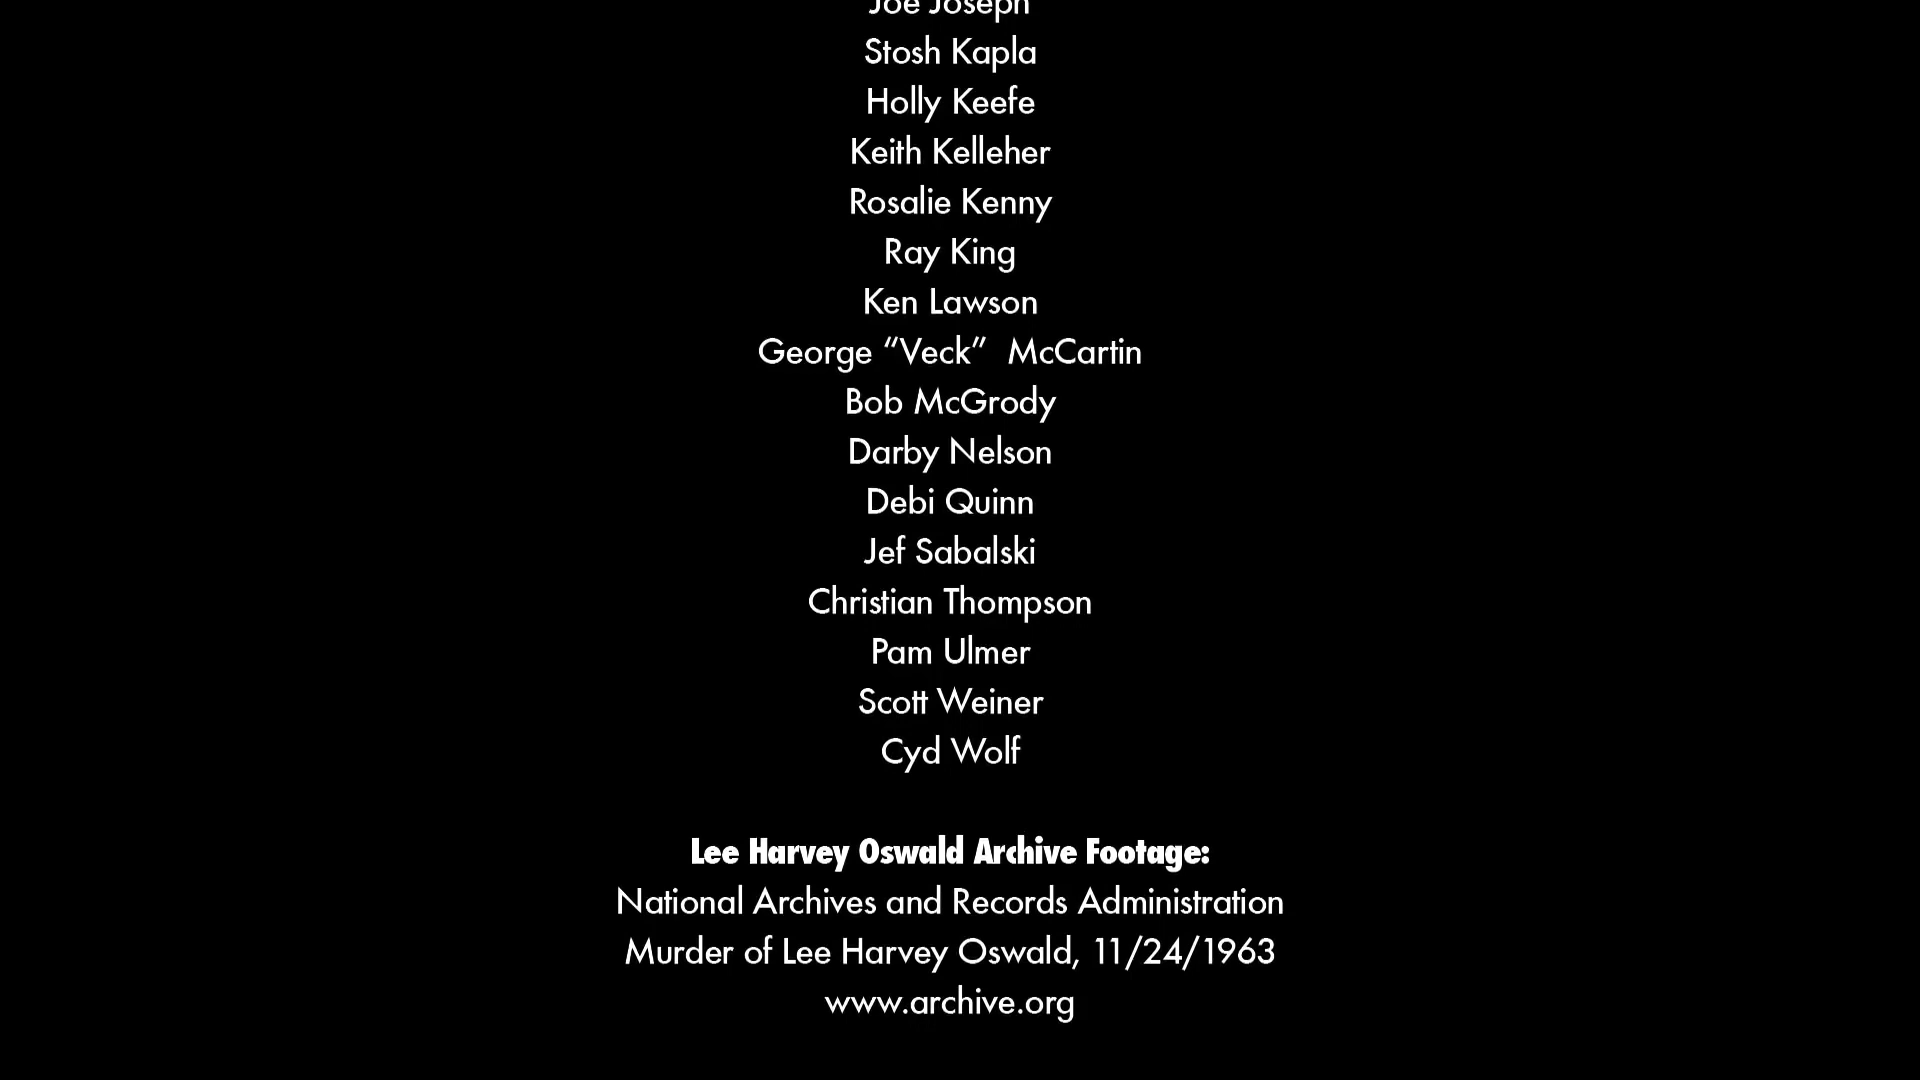 Joe Joseph
Stosh Kapla
Holly Keefe
Keith Kelleher
Rosalie Kenny
Ray King
Ken Lawson
George “Veck”  McCartin
Bob McGrody
Darby Nelson
Debi Quinn
Jef Sabalski
Christian Thompson
Pam Ulmer
Scott Weiner
Cyd Wolf
Lee Harvey Oswald Archive Footage:
National Archives and Records Administration
Murder of Lee Harvey Oswald, 11/24/1963
www.archive.org